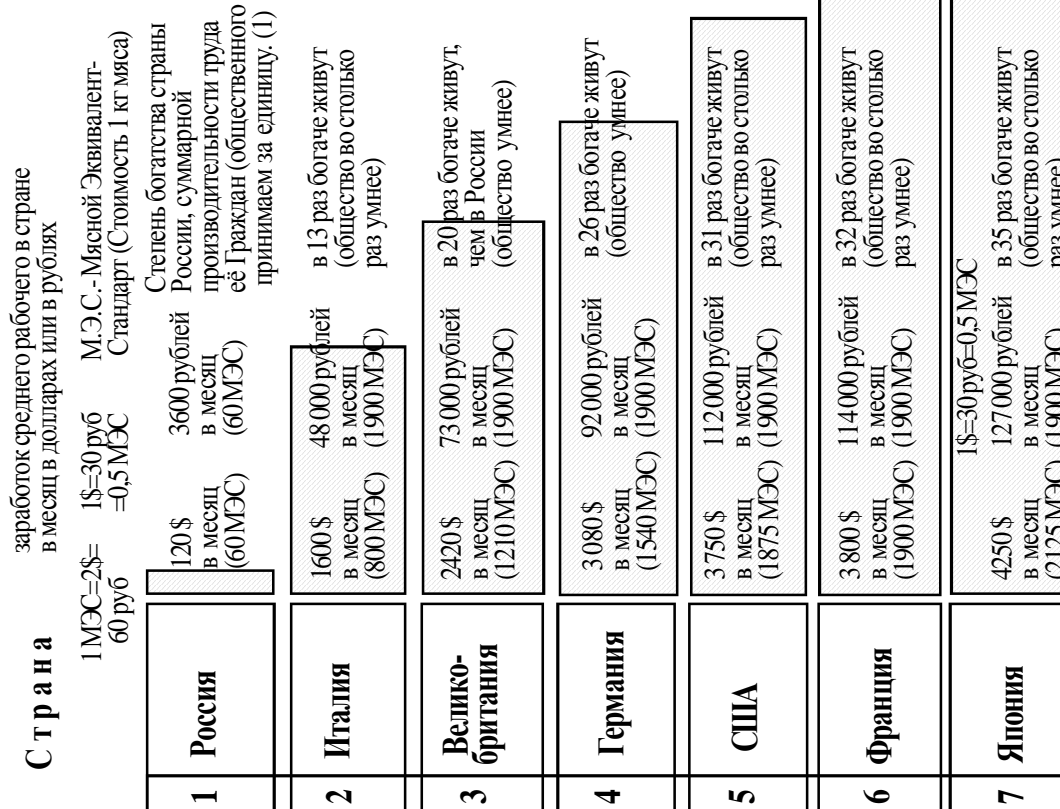 Страна
заработок среднего рабочего в стране
в месяц в долларах или в рублях
1 МЭС=2$=
60 руб
1$=30 руб
=0,5 МЭС
М.Э.С.- Мясной Эквивалент-
Стандарт (Стоимость 1 кг мяса)
1
Россия
120 $
в месяц
(60 МЭС)
3600 рублей
в месяц
(60 МЭС)
Степень богатства страны
России, суммарной
производительности труда
её Граждан (общественного
принимаем за единицу. (1)
2
Италия
1600 $
в месяц
(800 МЭС)
48 000 рублей
в месяц
(1900 МЭС)
в 13 раз богаче живут
(общество во столько
раз умнее)
3
Велико-
британия
2420 $
в месяц
(1210 МЭС)
73 000 рублей
в месяц
(1900 МЭС)
в 20 раз богаче живут,
чем в России
(общество умнее)
4
Германия
3 080 $
в месяц
(1540 МЭС)
92 000 рублей
в месяц
(1900 МЭС)
в 26 раз богаче живут
(общество умнее)
5
США
3 750 $
в месяц
(1875 МЭС)
112 000 рублей
в месяц
(1900 МЭС)
в 31 раз богаче живут
(общество во столько
раз умнее)
6
Франция
3 800 $
в месяц
(1900 МЭС)
114 000 рублей
в месяц
(1900 МЭС)
в 32 раз богаче живут
(общество во столько
раз умнее)
7
Япония
1$=30 руб=0,5 МЭС
4250 $
в месяц
(2125 МЭС)
127 000 рублей
в месяц
(1900 МЭС)
в 35 раз богаче живут
(общество во столько
раз умнее)